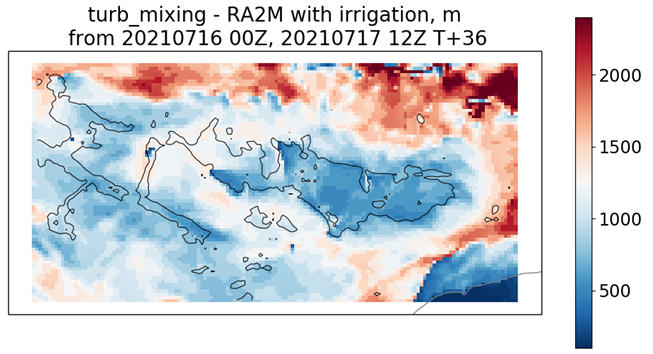 turb_mixing - RA2M with irrigation, m
from 20210716 00Z, 20210717 12Z T+36
2000
1500
1000
500